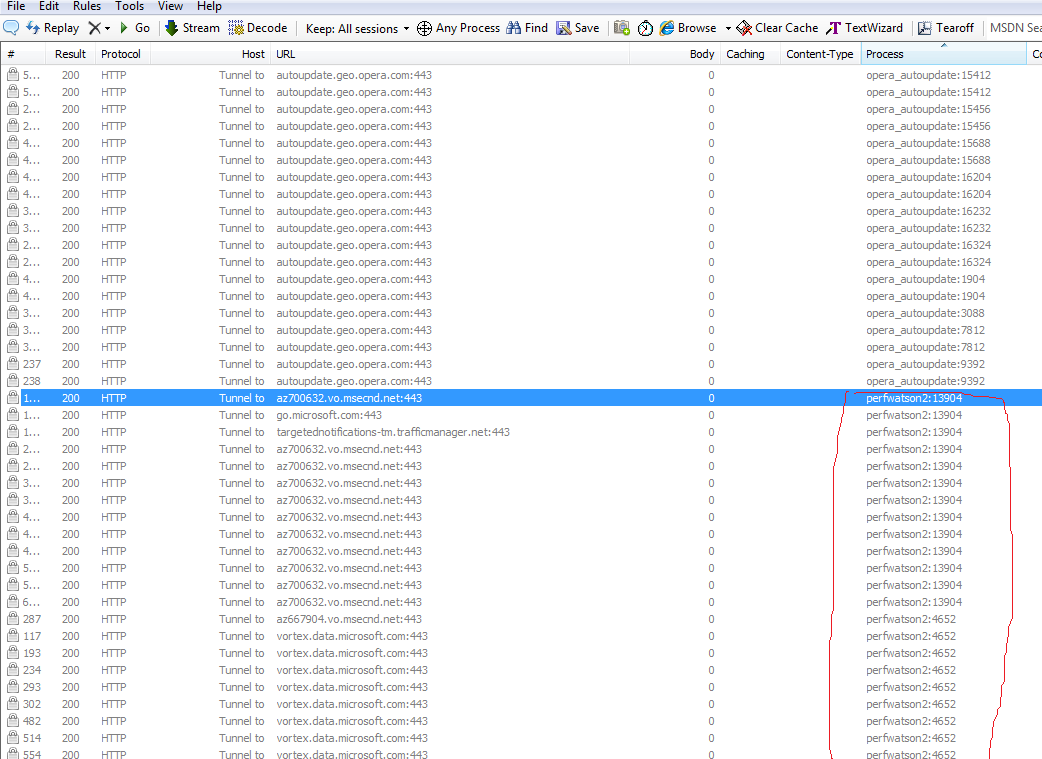 File Edit Rules Tools View Help
Replay Go Stream Decode Keep: All sessions Any Process Find Save Browse Clear Cache TextWizard Tearoff MSDN Sea
# Result Protocol Host URL Body Caching Content-Type Process Co
5... 200 HTTP Tunnel to autoupdate.geo.opera.com:443 0 opera_autoupdate:15412
5... 200 HTTP Tunnel to autoupdate.geo.opera.com:443 0 opera_autoupdate:15412
2... 200 HTTP Tunnel to autoupdate.geo.opera.com:443 0 opera_autoupdate:15456
2... 200 HTTP Tunnel to autoupdate.geo.opera.com:443 0 opera_autoupdate:15456
4... 200 HTTP Tunnel to autoupdate.geo.opera.com:443 0 opera_autoupdate:15688
4... 200 HTTP Tunnel to autoupdate.geo.opera.com:443 0 opera_autoupdate:15688
4... 200 HTTP Tunnel to autoupdate.geo.opera.com:443 0 opera_autoupdate:16204
4... 200 HTTP Tunnel to autoupdate.geo.opera.com:443 0 opera_autoupdate:16204
3... 200 HTTP Tunnel to autoupdate.geo.opera.com:443 0 opera_autoupdate:16232
3... 200 HTTP Tunnel to autoupdate.geo.opera.com:443 0 opera_autoupdate:16232
2... 200 HTTP Tunnel to autoupdate.geo.opera.com:443 0 opera_autoupdate:16324
2... 200 HTTP Tunnel to autoupdate.geo.opera.com:443 0 opera_autoupdate:16324
4... 200 HTTP Tunnel to autoupdate.geo.opera.com:443 0 opera_autoupdate:1904
4... 200 HTTP Tunnel to autoupdate.geo.opera.com:443 0 opera_autoupdate:1904
3... 200 HTTP Tunnel to autoupdate.geo.opera.com:443 0 opera_autoupdate:3088
3... 200 HTTP Tunnel to autoupdate.geo.opera.com:443 0 opera_autoupdate:7812
3... 200 HTTP Tunnel to autoupdate.geo.opera.com:443 0 opera_autoupdate:7812
237 200 HTTP Tunnel to autoupdate.geo.opera.com:443 0 opera_autoupdate:9392
238 200 HTTP Tunnel to autoupdate.geo.opera.com:443 0 opera_autoupdate:9392
1... 200 HTTP Tunnel to az700632.vo.msecnd.net:443 0 perfwatson2:13904
1... 200 HTTP Tunnel to go.microsoft.com:443 0 perfwatson2:13904
1... 200 HTTP Tunnel to targetednotifications-tm.trafficmanager.net:443 0 perfwatson2:13904
2... 200 HTTP Tunnel to az700632.vo.msecnd.net:443 0 perfwatson2:13904
2... 200 HTTP Tunnel to az700632.vo.msecnd.net:443 0 perfwatson2:13904
3... 200 HTTP Tunnel to az700632.vo.msecnd.net:443 0 perfwatson2:13904
3... 200 HTTP Tunnel to az700632.vo.msecnd.net:443 0 perfwatson2:13904
4... 200 HTTP Tunnel to az700632.vo.msecnd.net:443 0 perfwatson2:13904
4... 200 HTTP Tunnel to az700632.vo.msecnd.net:443 0 perfwatson2:13904
4... 200 HTTP Tunnel to az700632.vo.msecnd.net:443 0 perfwatson2:13904
5... 200 HTTP Tunnel to az700632.vo.msecnd.net:443 0 perfwatson2:13904
5... 200 HTTP Tunnel to az700632.vo.msecnd.net:443 0 perfwatson2:13904
6... 200 HTTP Tunnel to az700632.vo.msecnd.net:443 0 perfwatson2:13904
287 200 HTTP Tunnel to az667904.vo.msecnd.net:443 0 perfwatson2:4652
117 200 HTTP Tunnel to vortex.data.microsoft.com:443 0 perfwatson2:4652
193 200 HTTP Tunnel to vortex.data.microsoft.com:443 0 perfwatson2:4652
234 200 HTTP Tunnel to vortex.data.microsoft.com:443 0 perfwatson2:4652
293 200 HTTP Tunnel to vortex.data.microsoft.com:443 0 perfwatson2:4652
302 200 HTTP Tunnel to vortex.data.microsoft.com:443 0 perfwatson2:4652
482 200 HTTP Tunnel to vortex.data.microsoft.com:443 0 perfwatson2:4652
514 200 HTTP Tunnel to vortex.data.microsoft.com:443 0 perfwatson2:4652
554 200 HTTP Tunnel to vortex.data.microsoft.com:443 0 perfwatson2:4652